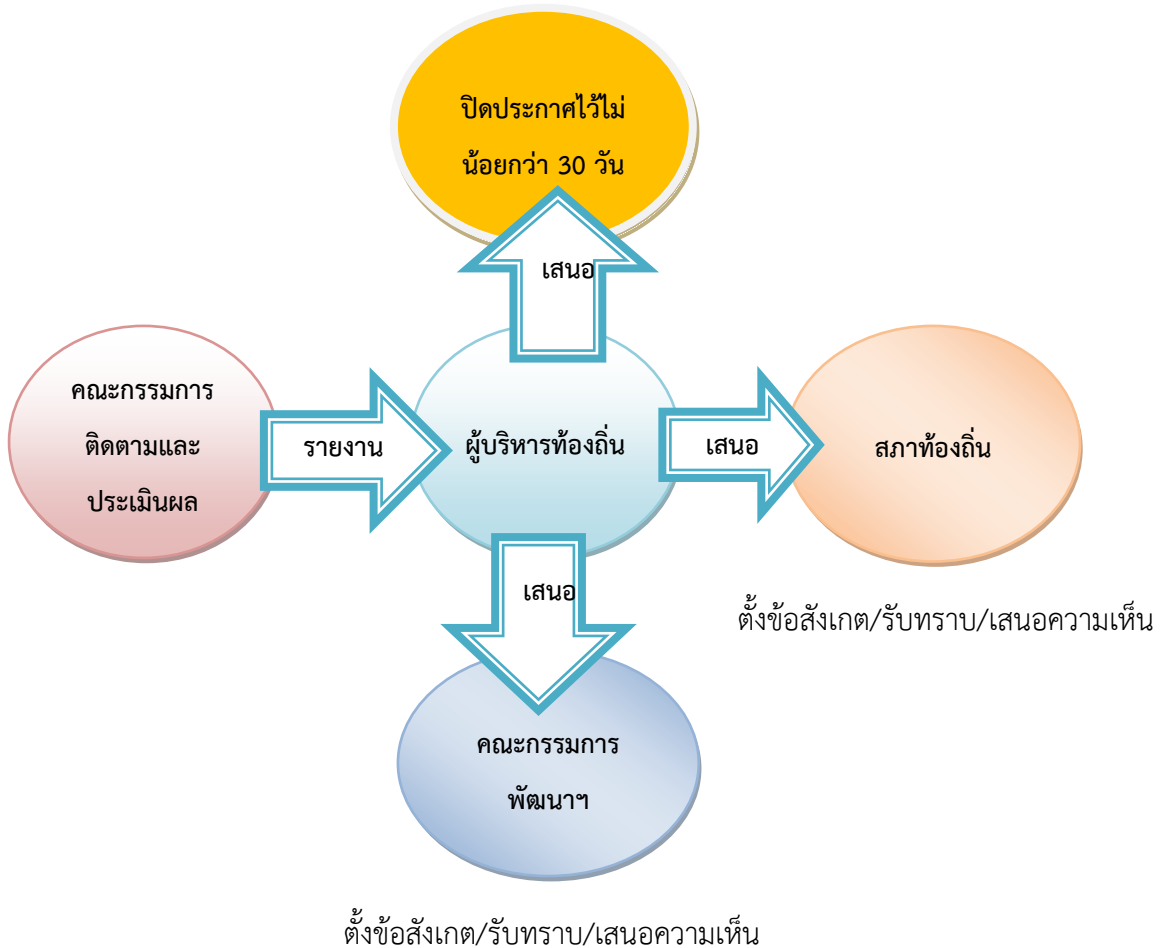 ปิดประกาศไว้ไม่
น้อยกว่า 30 วัน
เสนอ
คณะกรรมการ
ติดตามและ
ประเมินผล
รายงาน
ผู้บริหารท้องถิ่น
เสนอ
สภาท้องถิ่น
เสนอ
ตั้งข้อสังเกต/รับทราบ/เสนอความเห็น
คณะกรรมการ
พัฒนาฯ
ตั้งข้อสังเกต/รับทราบ/เสนอความเห็น